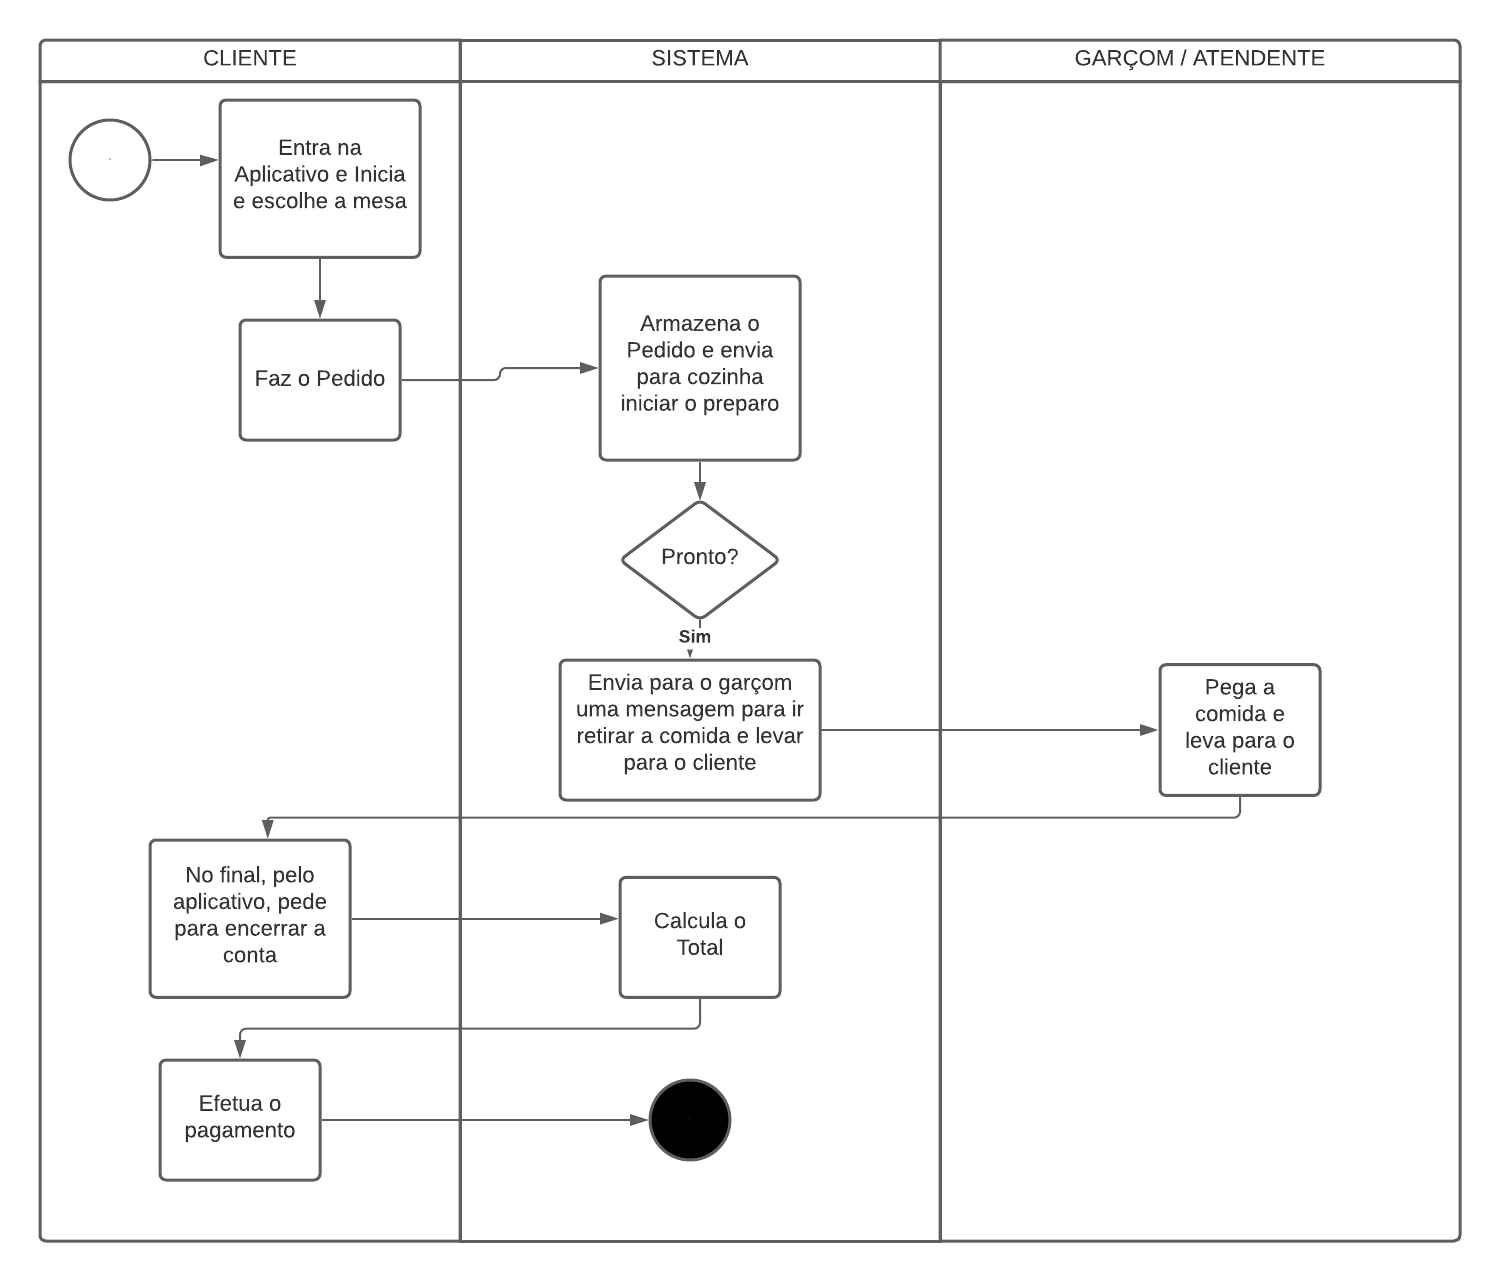 CLIENTE
SISTEMA
GARÇOM / ATENDENTE
Entra na
Aplicativo e Inicia
e escolhe a mesa
Faz o Pedido
Armazena o
Pedido e envia
para cozinha
iniciar o preparo
Pronto?
Sim
Envia para o garçom
uma mensagem para ir
retirar a comida e levar
para o cliente
Pega a
comida e
leva para o
cliente
No final, pelo
aplicativo, pede
para encerrar a
conta
Calcula o
Total
Efetua o
pagamento